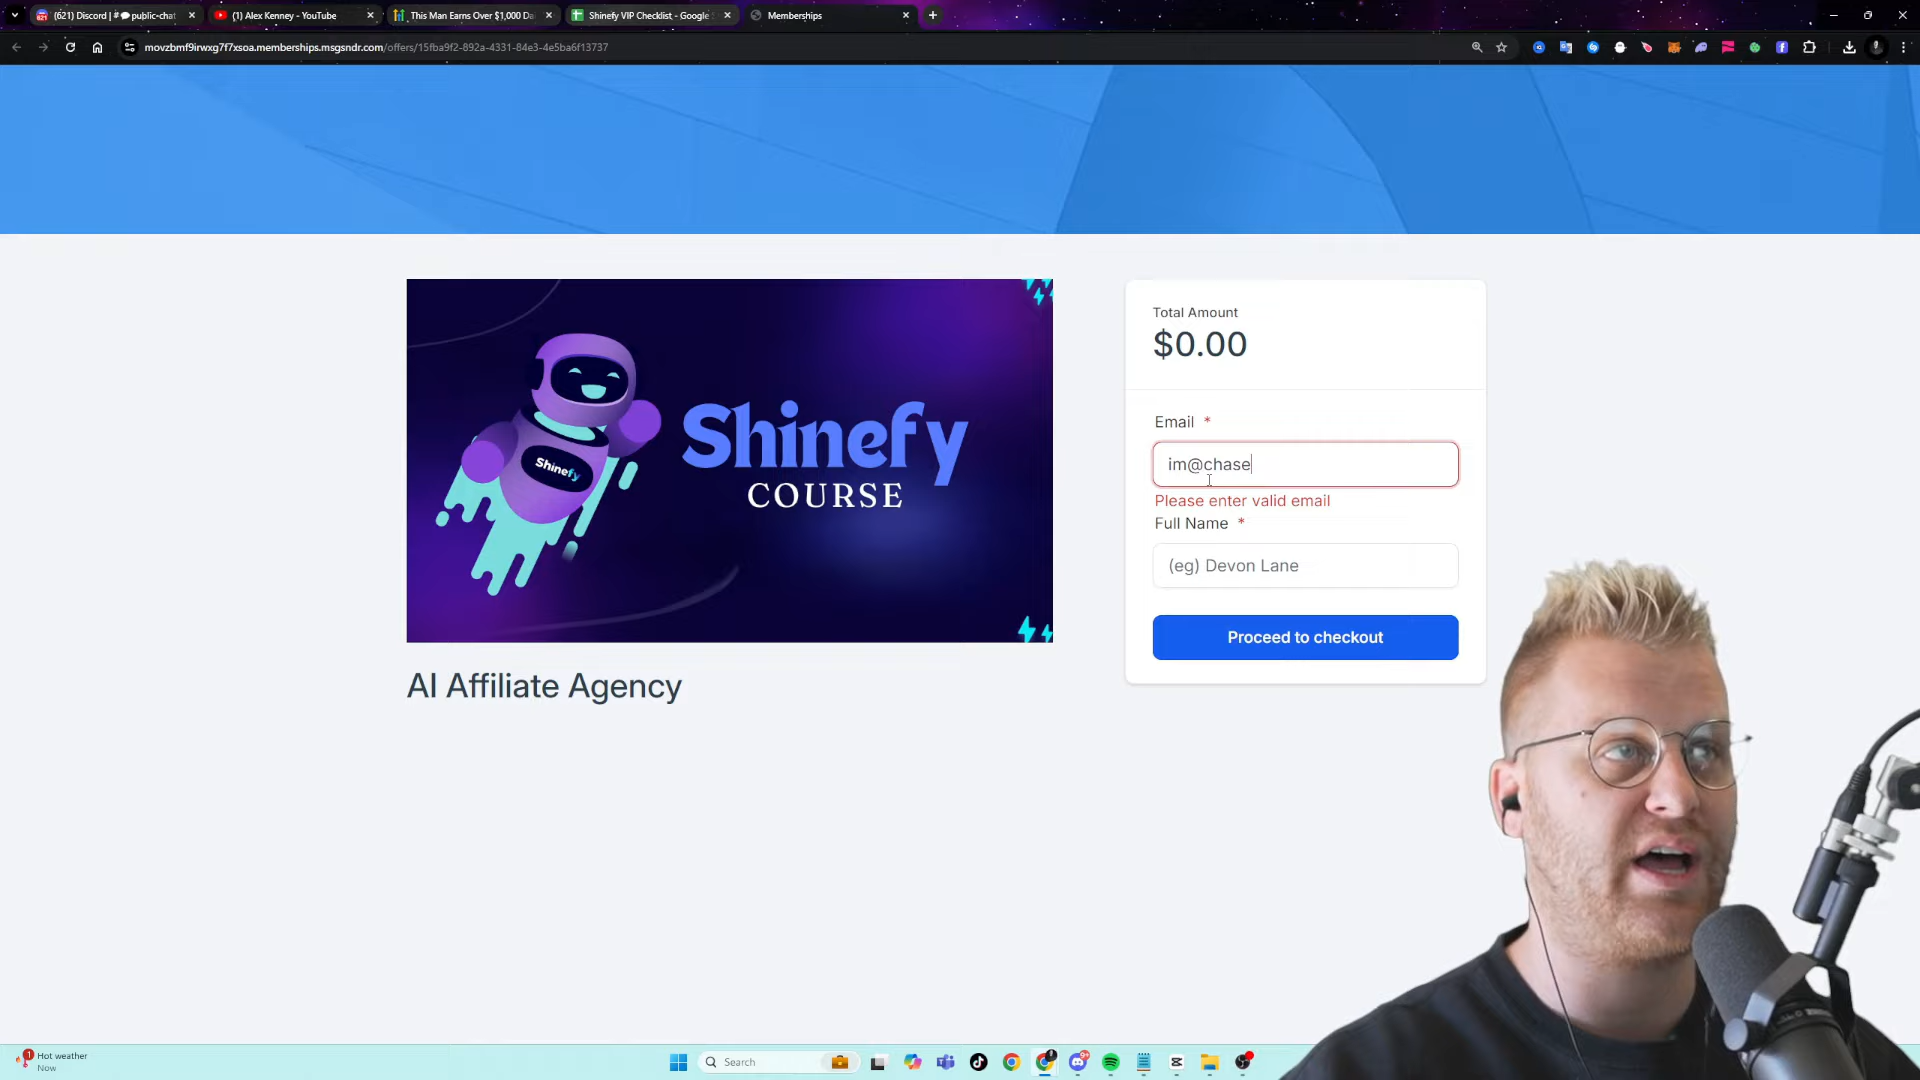 (621) Discord | # public-chat
(1) Alex Kenney - YouTube
This Man Earns Over $1,000 Da
Shinefy VIP Checklist - Google
Memberships
movzbmf9irwxg7f7xsoa.memberships.msgsndr.com/offers/15fba9f2-892a-4331-84e3-4e5ba6f13737
Total Amount
$0.00
Email *
im@chase
Please enter valid email
Full Name *
(eg) Devon Lane
Proceed to checkout
Shinefy
Shinefy
COURSE
AI Affiliate Agency
Hot weather
Now
Search